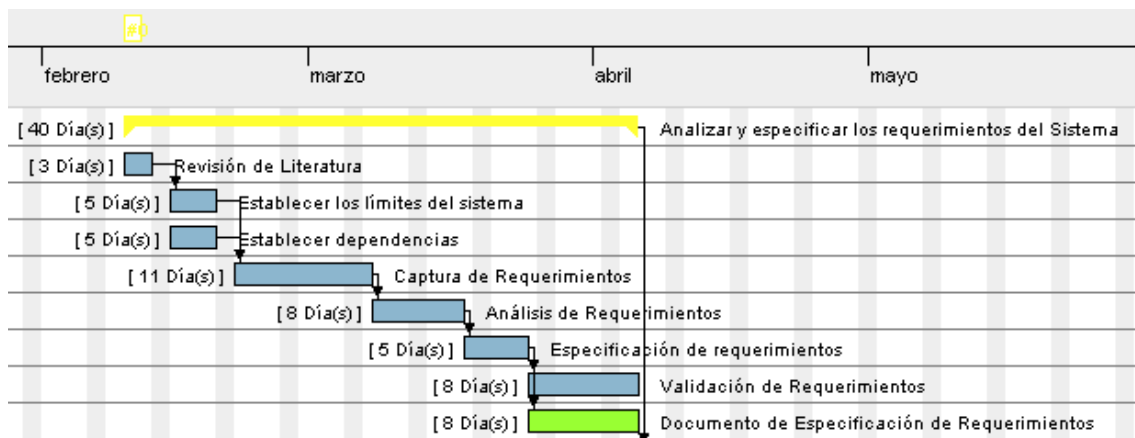 #0
febrero marzo abril mayo
[ 40 Día(s) ] Analizar y especificar los requerimientos del Sistema
[ 3 Día(s) ] Revisión de Literatura
[ 5 Día(s) ] Establecer los límites del sistema
[ 5 Día(s) ] Establecer dependencias
[ 11 Día(s) ] Captura de Requerimientos
[ 8 Día(s) ] Análisis de Requerimientos
[ 5 Día(s) ] Especificación de requerimientos
[ 8 Día(s) ] Validación de Requerimientos
[ 8 Día(s) ] Documento de Especificación de Requerimientos